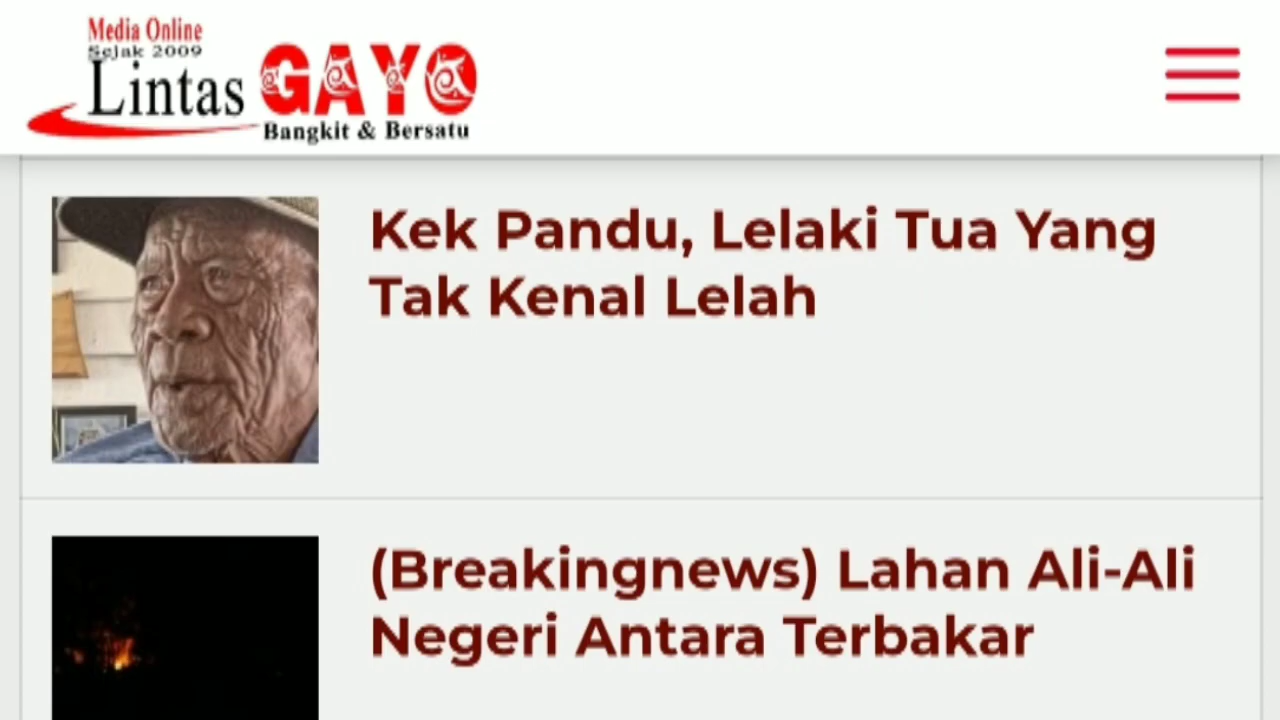 Media Online
Sejak 2009
Lintas GAYO
Bangkit & Bersatu
Kek Pandu, Lelaki Tua Yang
Tak Kenal Lelah
(Breakingnews) Lahan Ali-Ali
Negeri Antara Terbakar